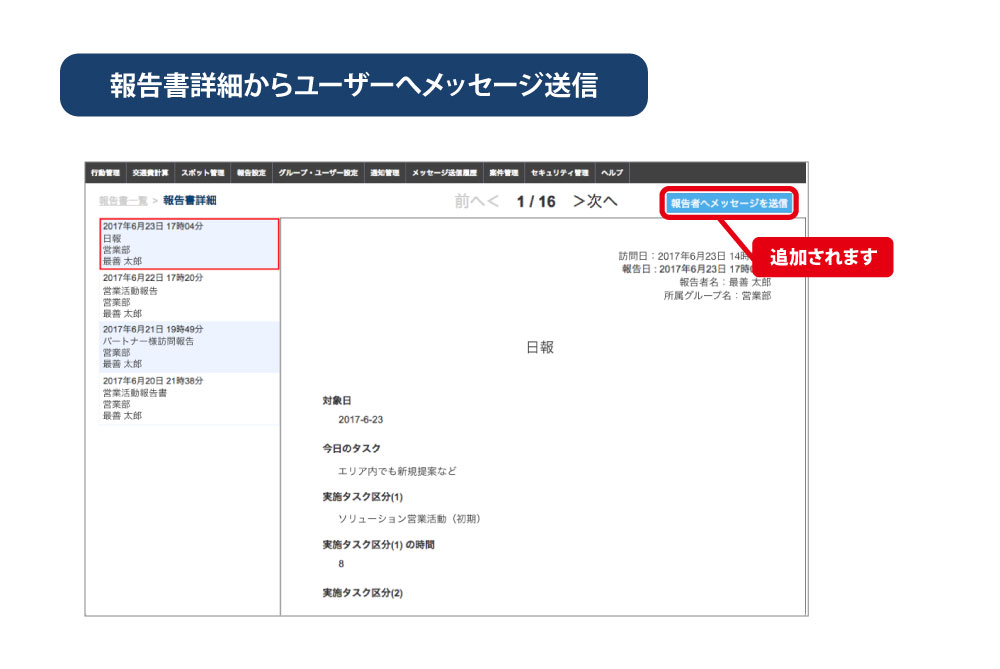 報告書詳細からユーザーへメッセージ送信
行動管理 交通費計算 スポット管理 報告設定 グループ・ユーザー設定 通知管理 メッセージ送信履歴 案件管理 セキュリティ管理 ヘルプ
報告書一覧 > 報告書詳細
前へ＜ 1 / 16 ＞次へ
報告者へメッセージを送信
追加されます
2017年6月23日 17時04分
日報
営業部
最善 太郎
2017年6月22日 17時20分
営業活動報告
営業部
最善 太郎
2017年6月21日 19時49分
パートナー様訪問報告
営業部
最善 太郎
2017年6月20日 21時38分
営業活動報告書
営業部
最善 太郎
訪問日：2017年6月23日 14時
報告日：2017年6月23日 17時
報告者名：最善 太郎
所属グループ名：営業部
日報
対象日
2017-6-23
今日のタスク
エリア内でも新規提案など
実施タスク区分(1)
ソリューション営業活動（初期）
実施タスク区分(1) の時間
8
実施タスク区分(2)